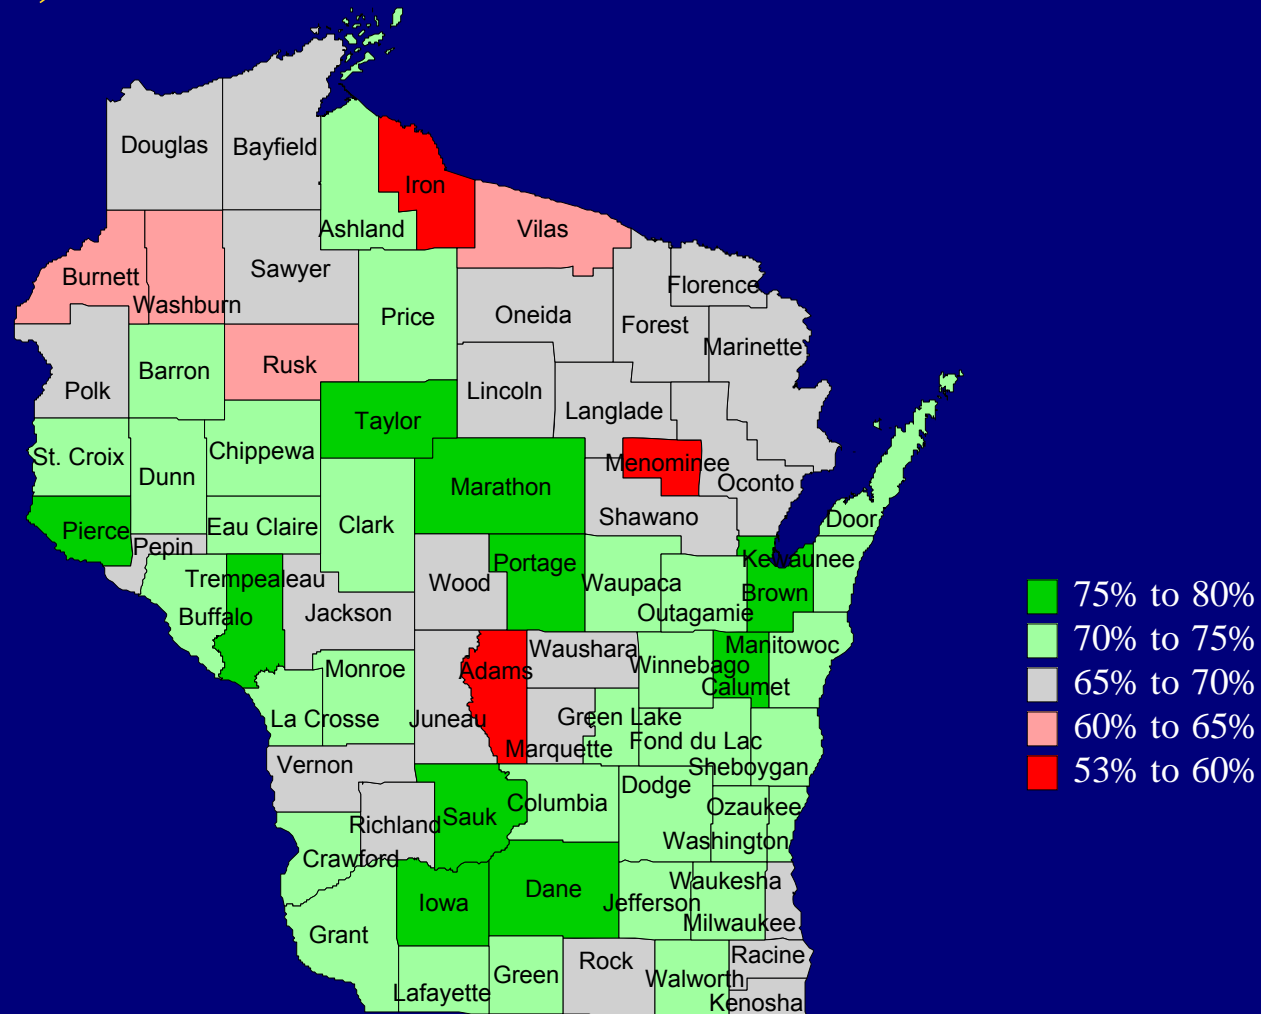 Douglas
Bayfield
Iron
Ashland
Vilas
Burnett
Washburn
Sawyer
Florence
Price
Oneida
Forest
Marinette
Polk
Barron
Rusk
Lincoln
Langlade
Taylor
St. Croix
Dunn
Chippewa
Marathon
Menominee
Oconto
Pierce
Eau Claire
Clark
Shawano
Door
Pepin
Portage
Kewaunee
Trempealeau
Wood
Waupaca
Brown
Buffalo
Jackson
Outagamie
Monroe
Adams
Waushara
Winnebago
Manitowoc
Calumet
La Crosse
Juneau
Green Lake
Marquette
Fond du Lac
Vernon
Sheboygan
Richland
Sauk
Columbia
Dodge
Ozaukee
Washington
Crawford
Iowa
Dane
Jefferson
Waukesha
Milwaukee
Grant
Lafayette
Green
Rock
Walworth
Racine
Kenosha
75% to 80%
70% to 75%
65% to 70%
60% to 65%
53% to 60%